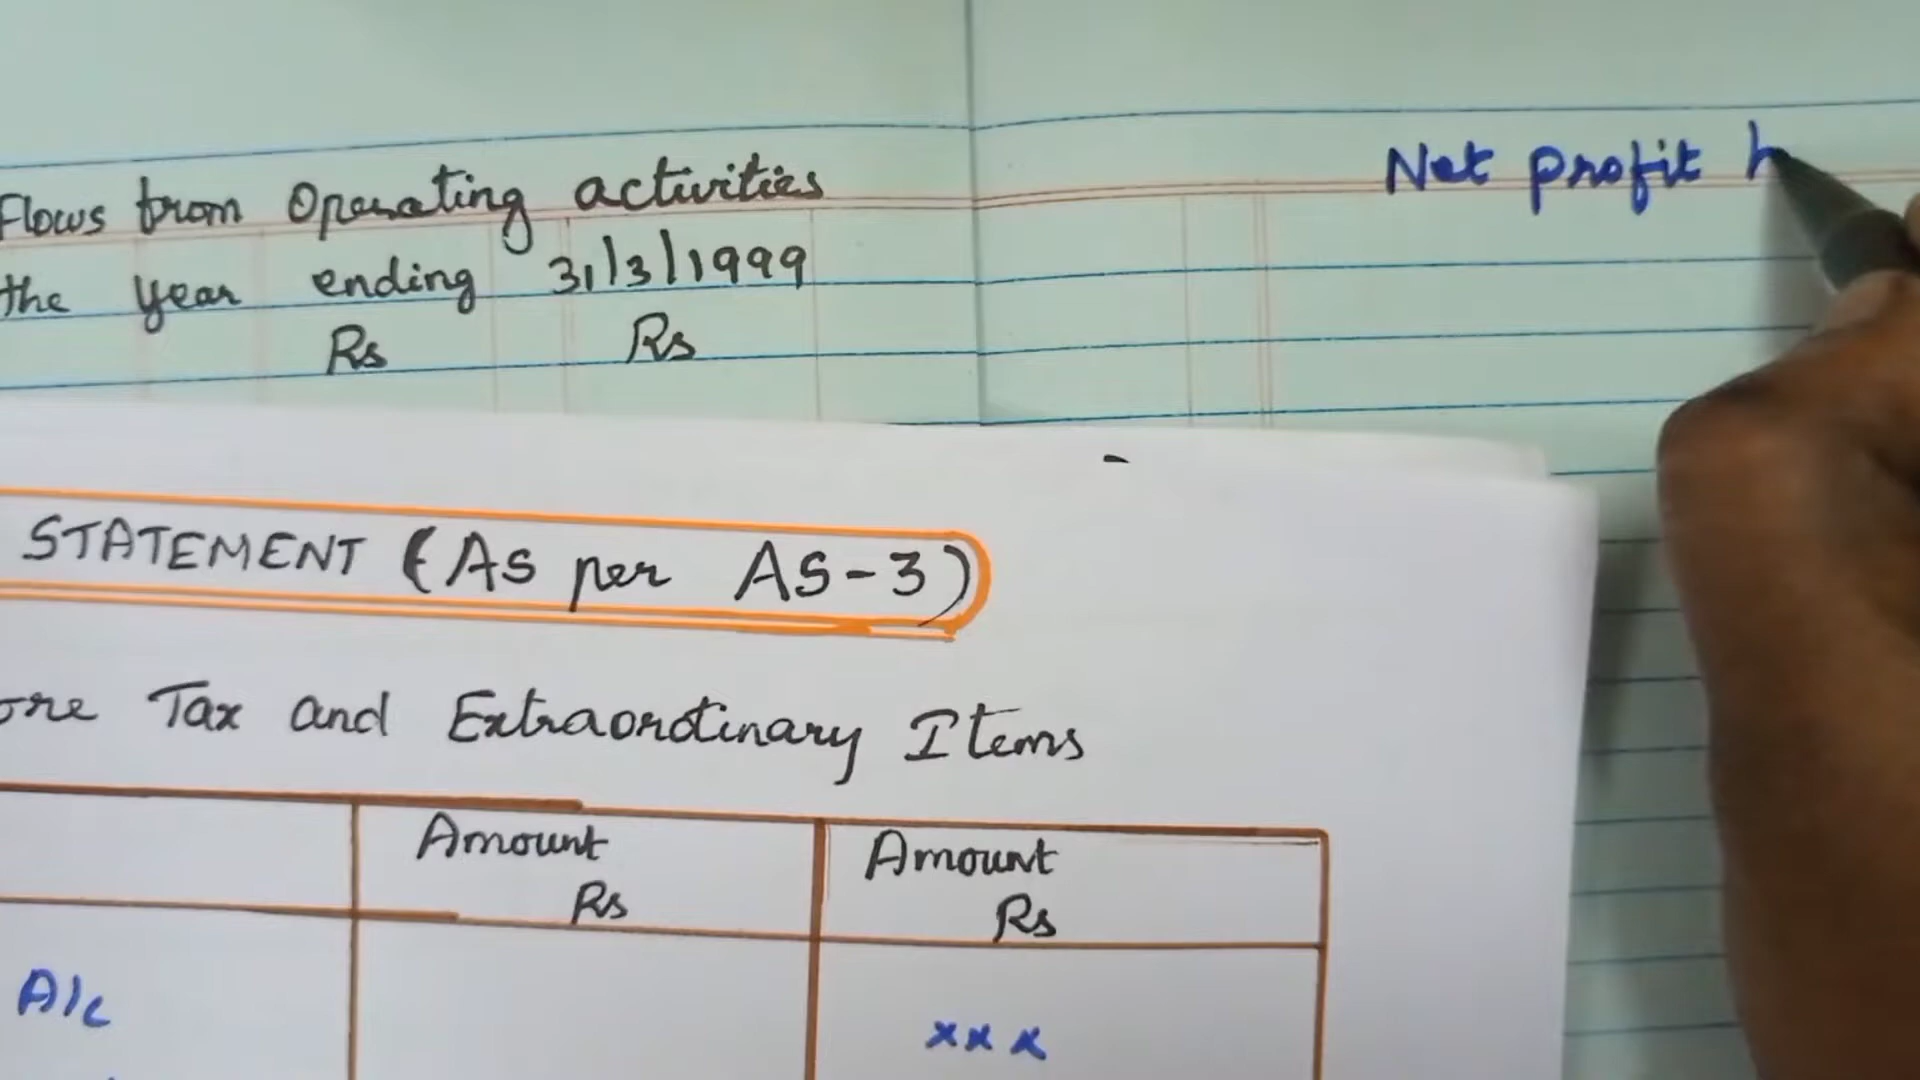 Flows from Operating activities
the year ending 31/3/1999
Rs Rs
Net profit
STATEMENT (As per AS-3)
ore Tax and Extraordinary Items
Amount Rs
Amount Rs
A/c
xxx